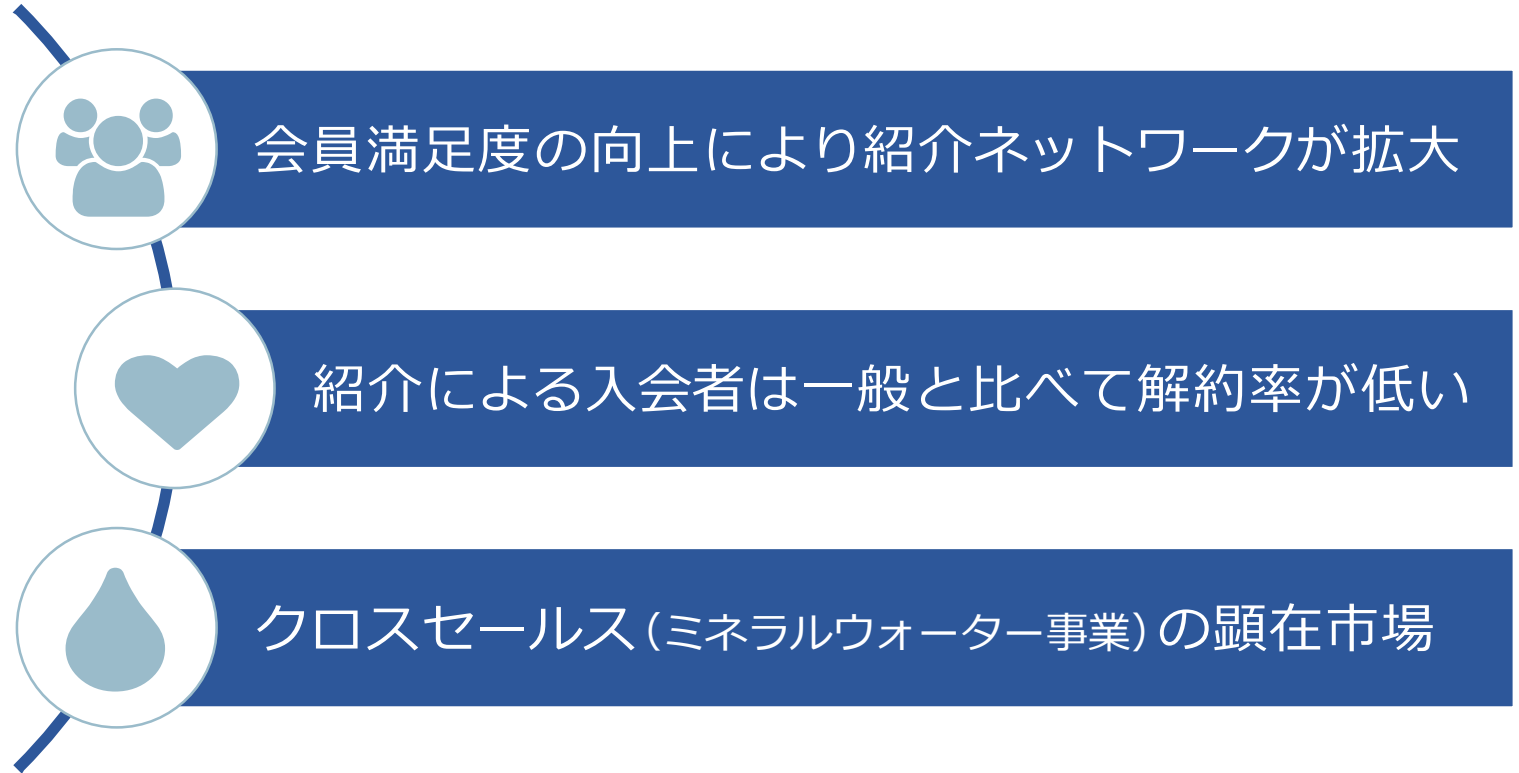 会員満足度の向上により紹介ネットワークが拡大
紹介による入会者は一般と比べて解約率が低い
クロスセールス（ミネラルウォーター事業）の顕在市場